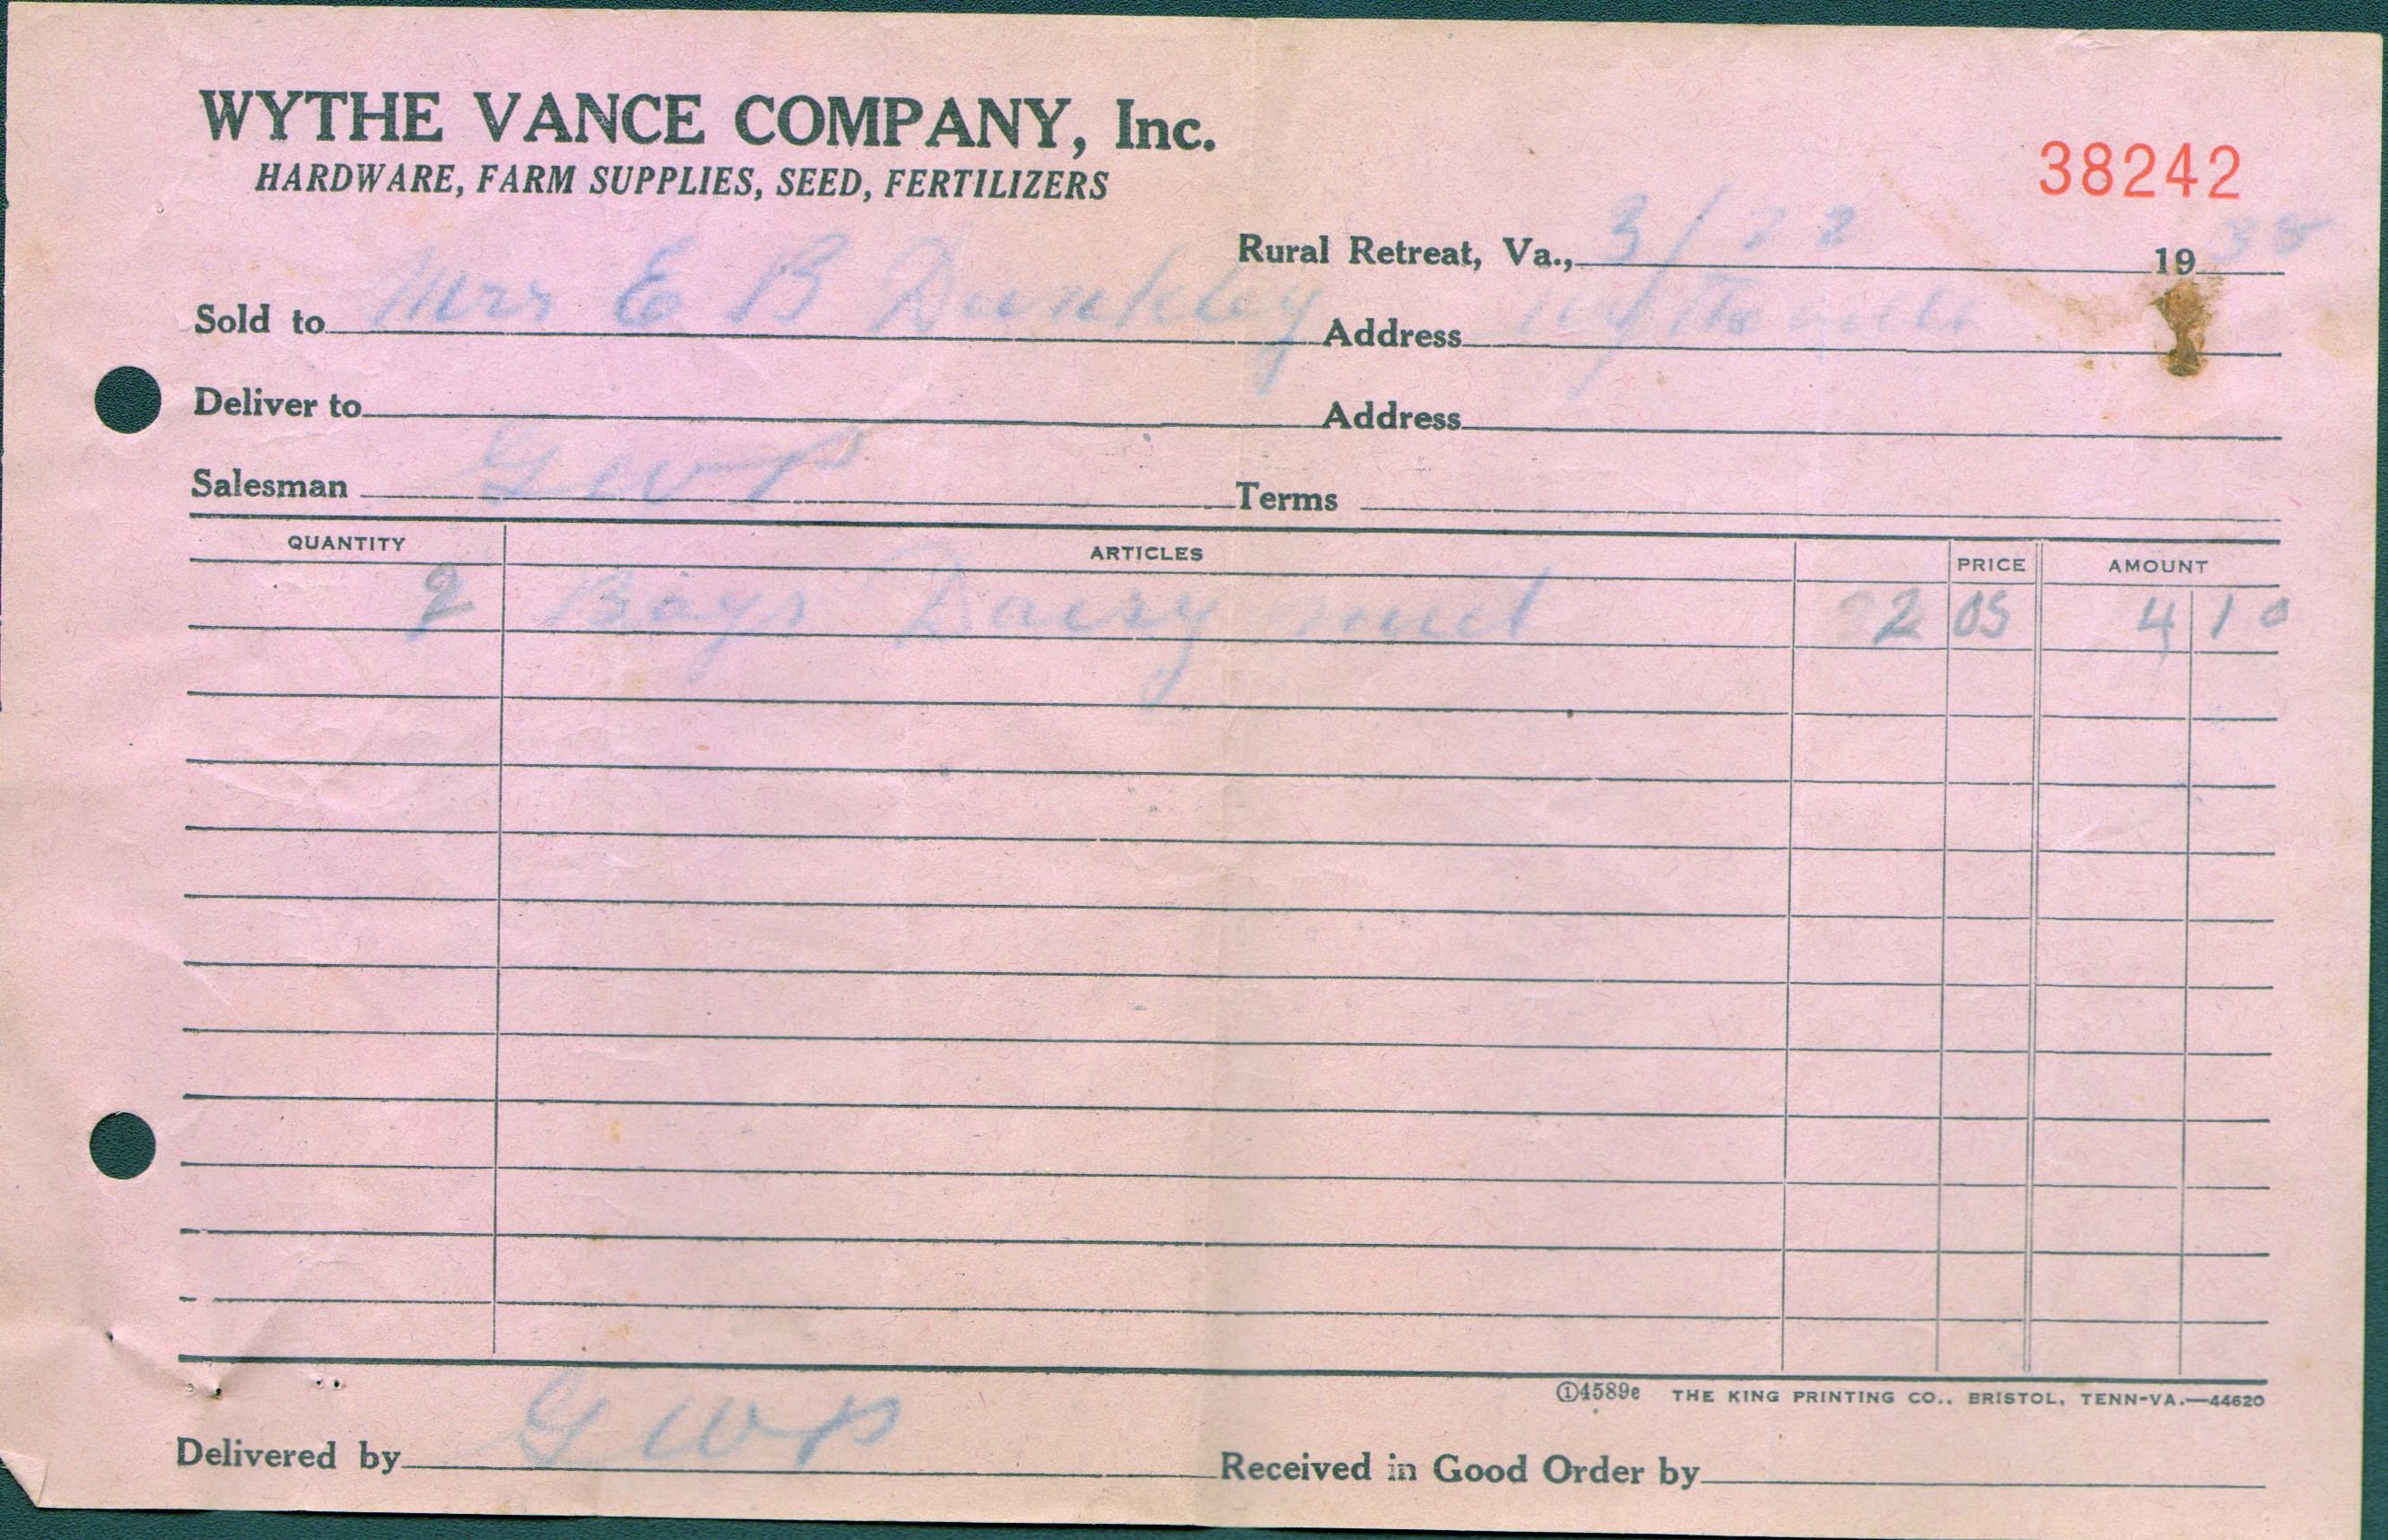 WYTHE VANCE COMPANY, Inc.
HARDWARE, FARM SUPPLIES, SEED, FERTILIZERS
38242
Rural Retreat, Va., 3/22 1938
Sold to Mrs E B Dunkley Address Wytheville
Deliver to Address
Salesman GWP Terms
QUANTITY ARTICLES PRICE AMOUNT
2 Bags Dairy 2 05 4 10
①4589e THE KING PRINTING CO., BRISTOL, TENN-VA.—44620
Delivered by GWP Received in Good Order by